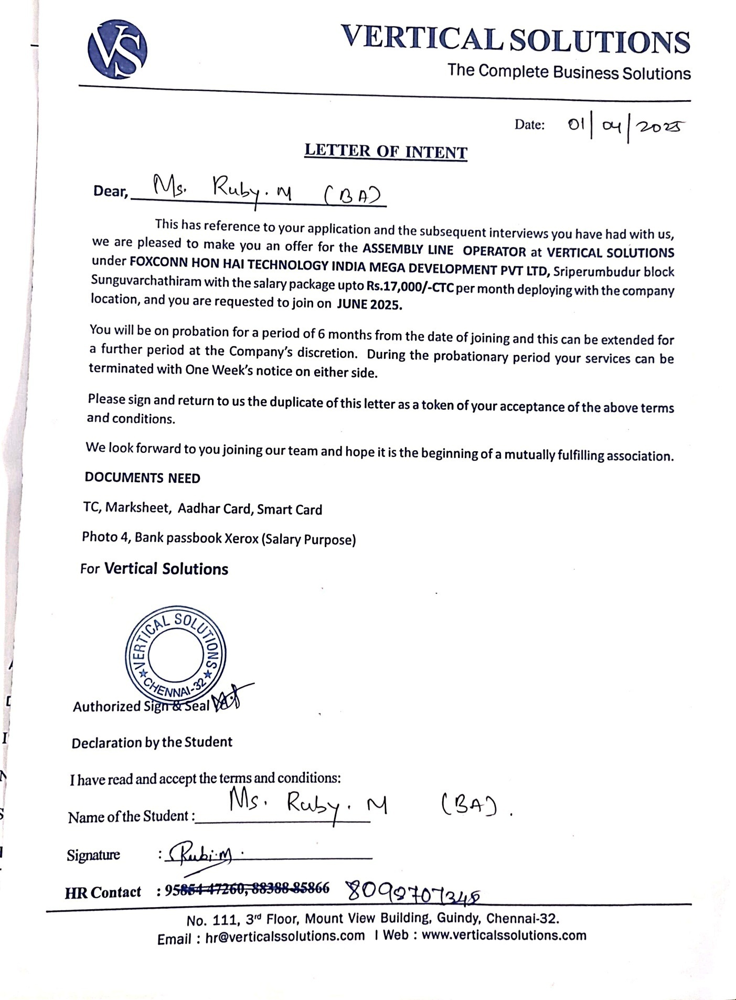 VS
VERTICAL SOLUTIONS
The Complete Business Solutions
Date: 01/04/2025
LETTER OF INTENT
Dear, Ms. Ruby. M (BA)
This has reference to your application and the subsequent interviews you have had with us,
we are pleased to make you an offer for the ASSEMBLY LINE OPERATOR at VERTICAL SOLUTIONS
under FOXCONN HON HAI TECHNOLOGY INDIA MEGA DEVELOPMENT PVT LTD, Sriperumbudur block
Sunguvarchathiram with the salary package upto Rs.17,000/-CTC per month deploying with the company
location, and you are requested to join on JUNE 2025.
You will be on probation for a period of 6 months from the date of joining and this can be extended for
a further period at the Company's discretion. During the probationary period your services can be
terminated with One Week's notice on either side.
Please sign and return to us the duplicate of this letter as a token of your acceptance of the above terms
and conditions.
We look forward to you joining our team and hope it is the beginning of a mutually fulfilling association.
DOCUMENTS NEED
TC, Marksheet, Aadhar Card, Smart Card
Photo 4, Bank passbook Xerox (Salary Purpose)
For Vertical Solutions
VERTICAL SOLUTIONS
★ CHENNAI-32 ★
Authorized Sign & Seal
Declaration by the Student
I have read and accept the terms and conditions:
Name of the Student : Ms. Ruby. M (BA).
Signature : Rubi.M.
HR Contact : 95854 47260, 88388 85866
No. 111, 3rd Floor, Mount View Building, Guindy, Chennai-32.
Email : hr@verticalssolutions.com I Web : www.verticalssolutions.com